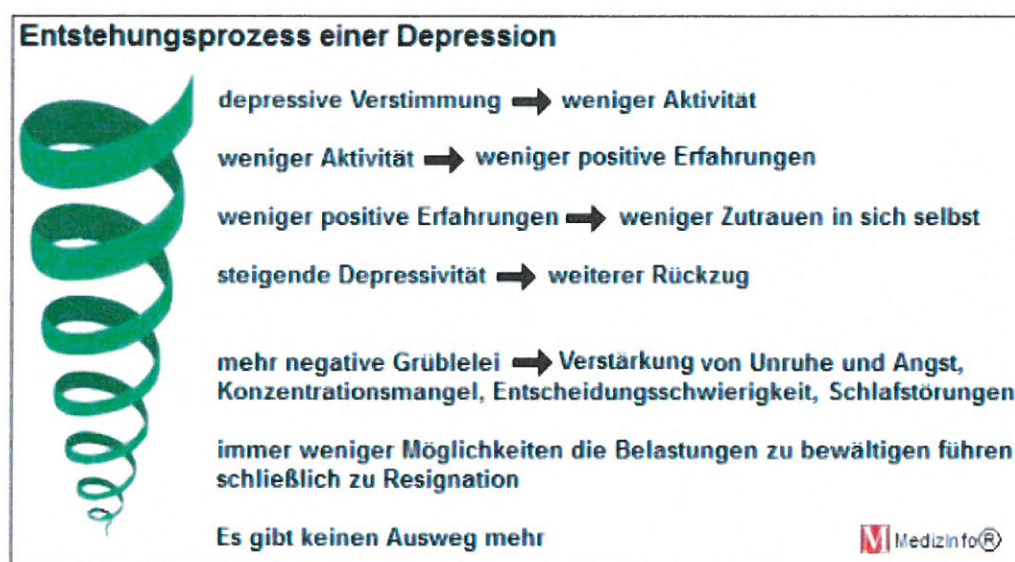 Entstehungsprozess einer Depression
depressive Verstimmung ➡ weniger Aktivität
weniger Aktivität ➡ weniger positive Erfahrungen
weniger positive Erfahrungen ➡ weniger Zutrauen in sich selbst
steigende Depressivität ➡ weiterer Rückzug
mehr negative Grüblelei ➡ Verstärkung von Unruhe und Angst,
Konzentrationsmangel, Entscheidungsschwierigkeit, Schlafstörungen
immer weniger Möglichkeiten die Belastungen zu bewältigen führen
schließlich zu Resignation
Es gibt keinen Ausweg mehr
M MedizInfo®